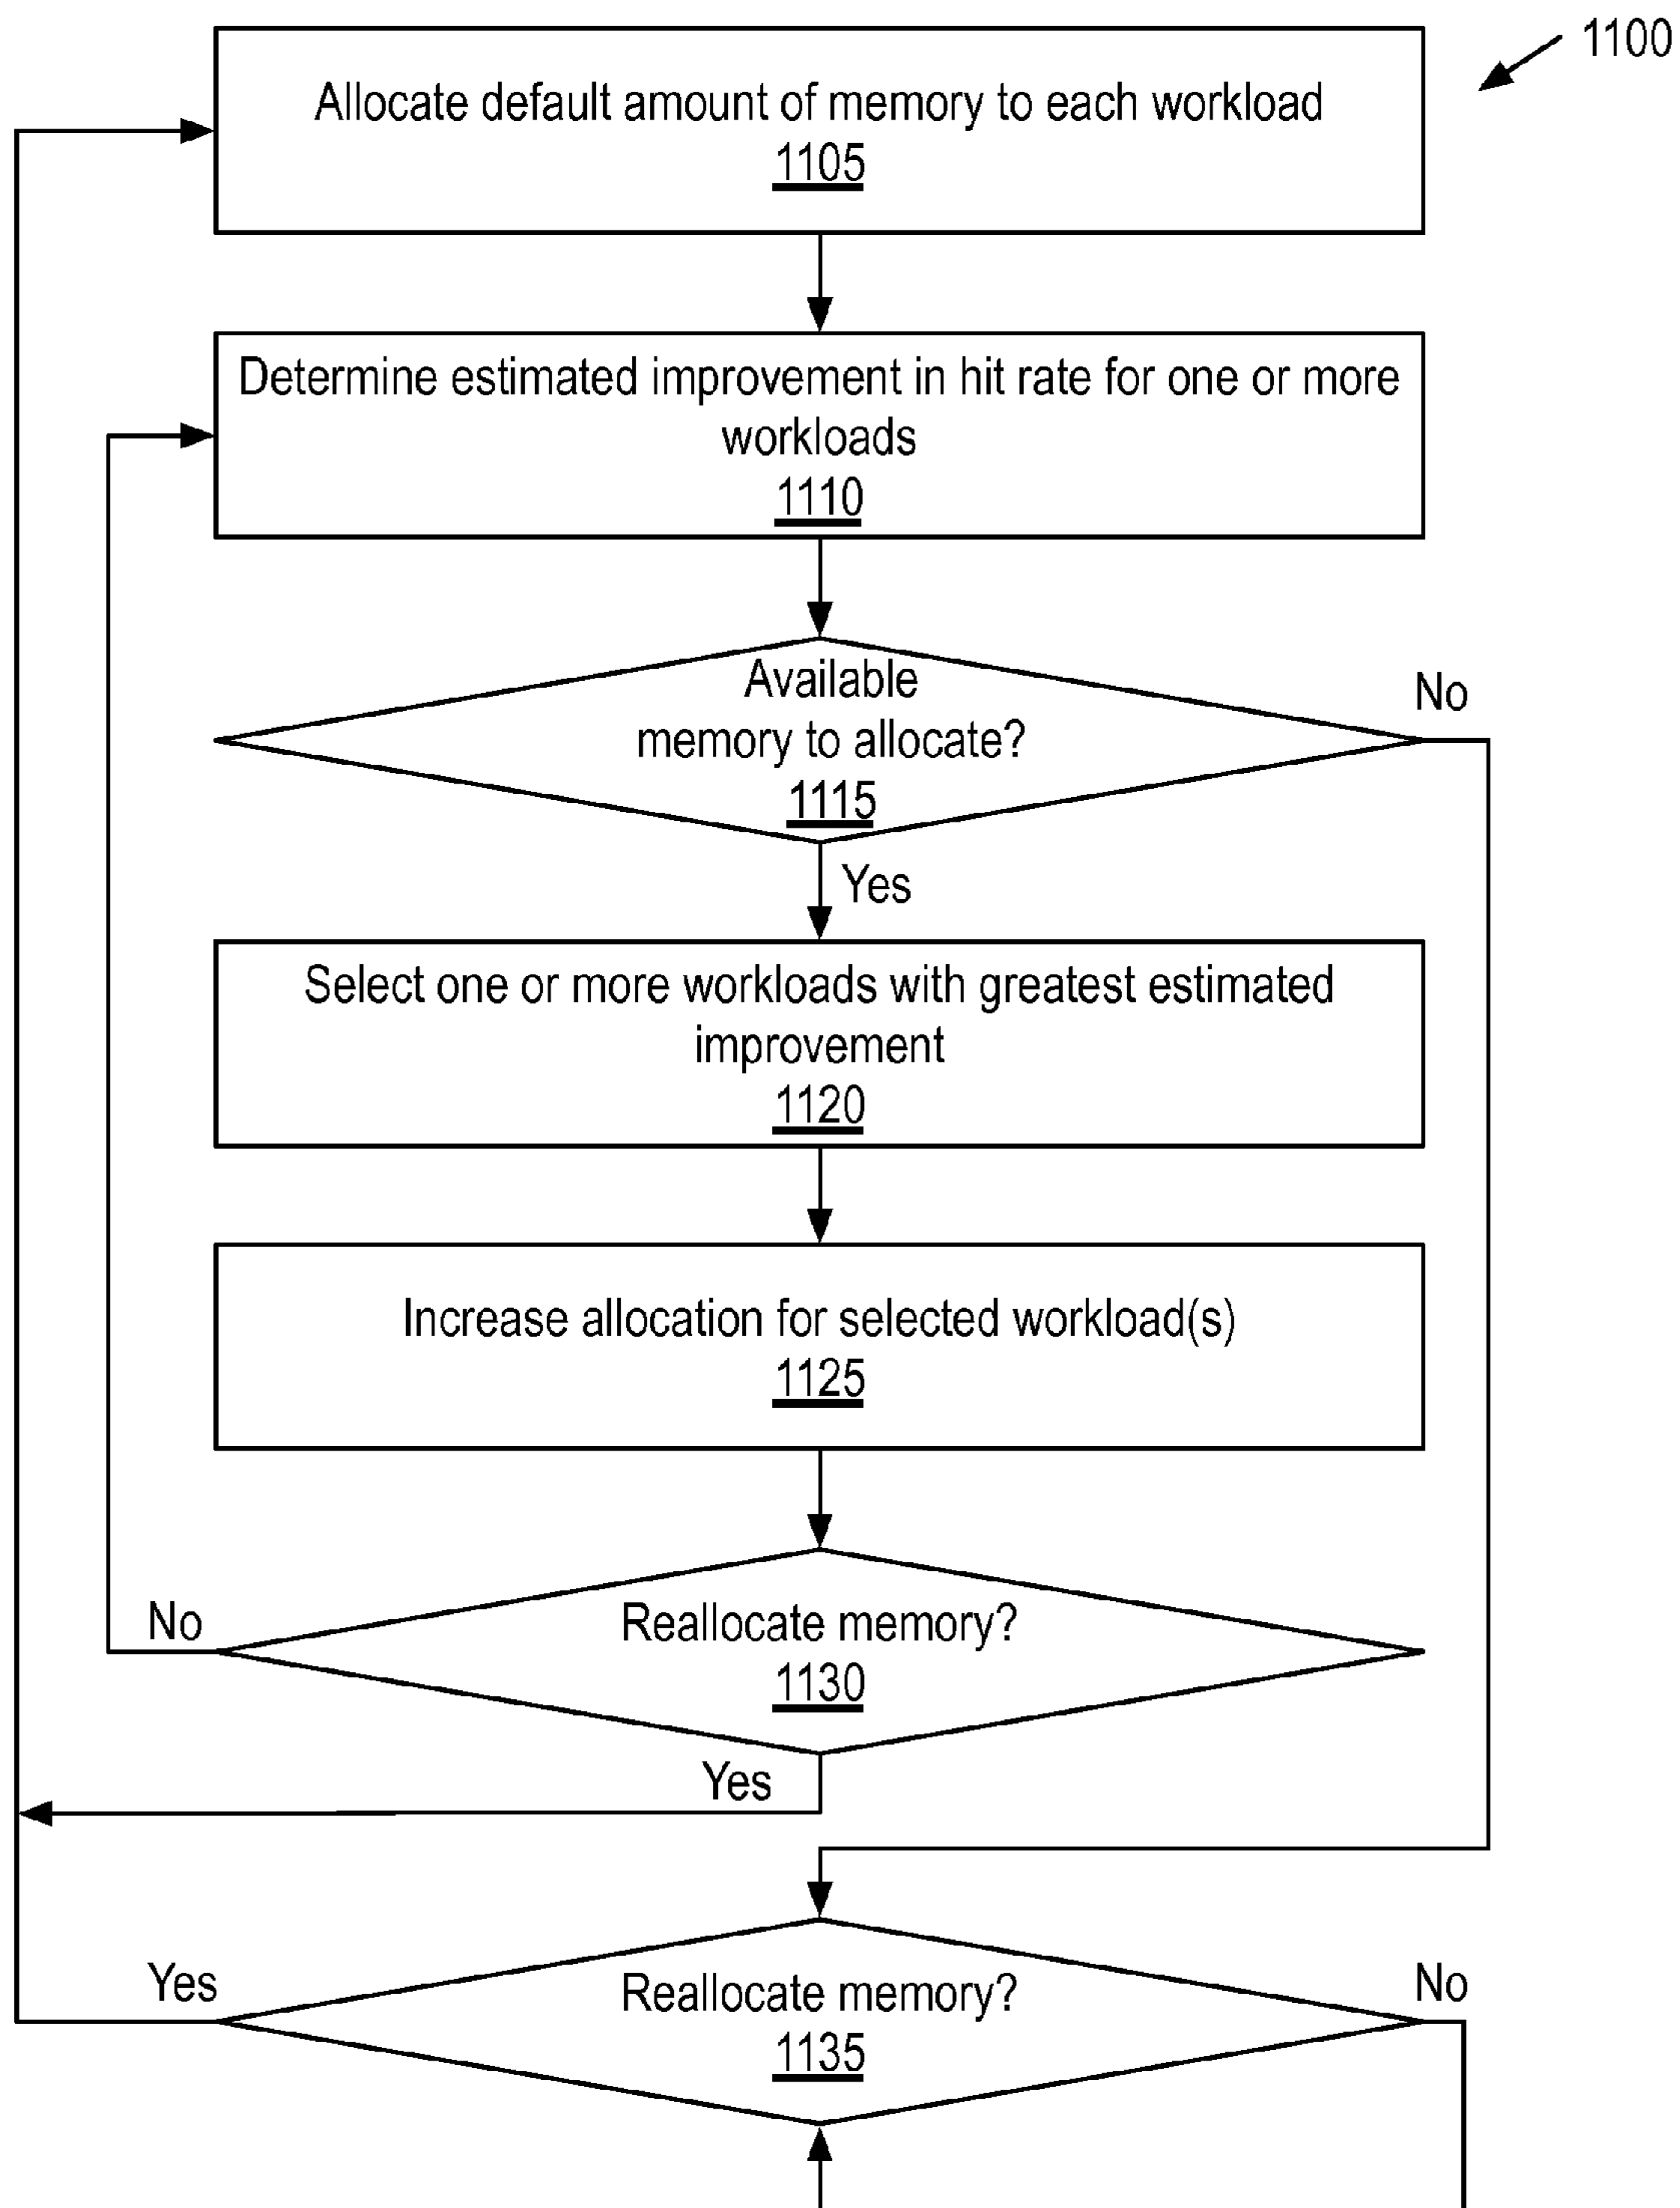 1100
Allocate default amount of memory to each workload
1105
Determine estimated improvement in hit rate for one or more
workloads
1110
Available
memory to allocate?
1115
No
Yes
Select one or more workloads with greatest estimated
improvement
1120
Increase allocation for selected workload(s)
1125
No
Reallocate memory?
1130
Yes
Yes
Reallocate memory?
1135
No